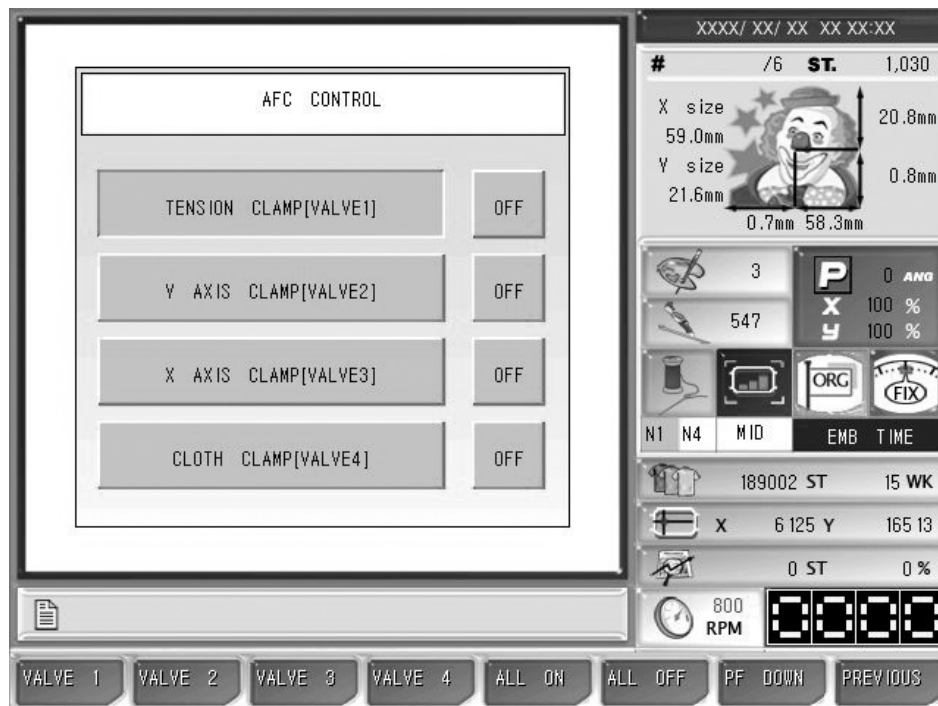 XXXX/ XX/ XX XX XX:XX
# /6 ST. 1,030
X size
59.0mm
Y size
21.6mm
20.8mm
0.8mm
0.7mm 58.3mm
AFC CONTROL
TENSION CLAMP[VALVE1] OFF
Y AXIS CLAMP[VALVE2] OFF
X AXIS CLAMP[VALVE3] OFF
CLOTH CLAMP[VALVE4] OFF
3
547
P 0 ANG
X 100 %
y 100 %
ORG
FIX
N1 N4 MID EMB TIME
189002 ST 15 WK
X 6125 Y 16513
0 ST 0 %
800
RPM
0000
VALVE 1 VALVE 2 VALVE 3 VALVE 4 ALL ON ALL OFF PF DOWN PREVIOUS